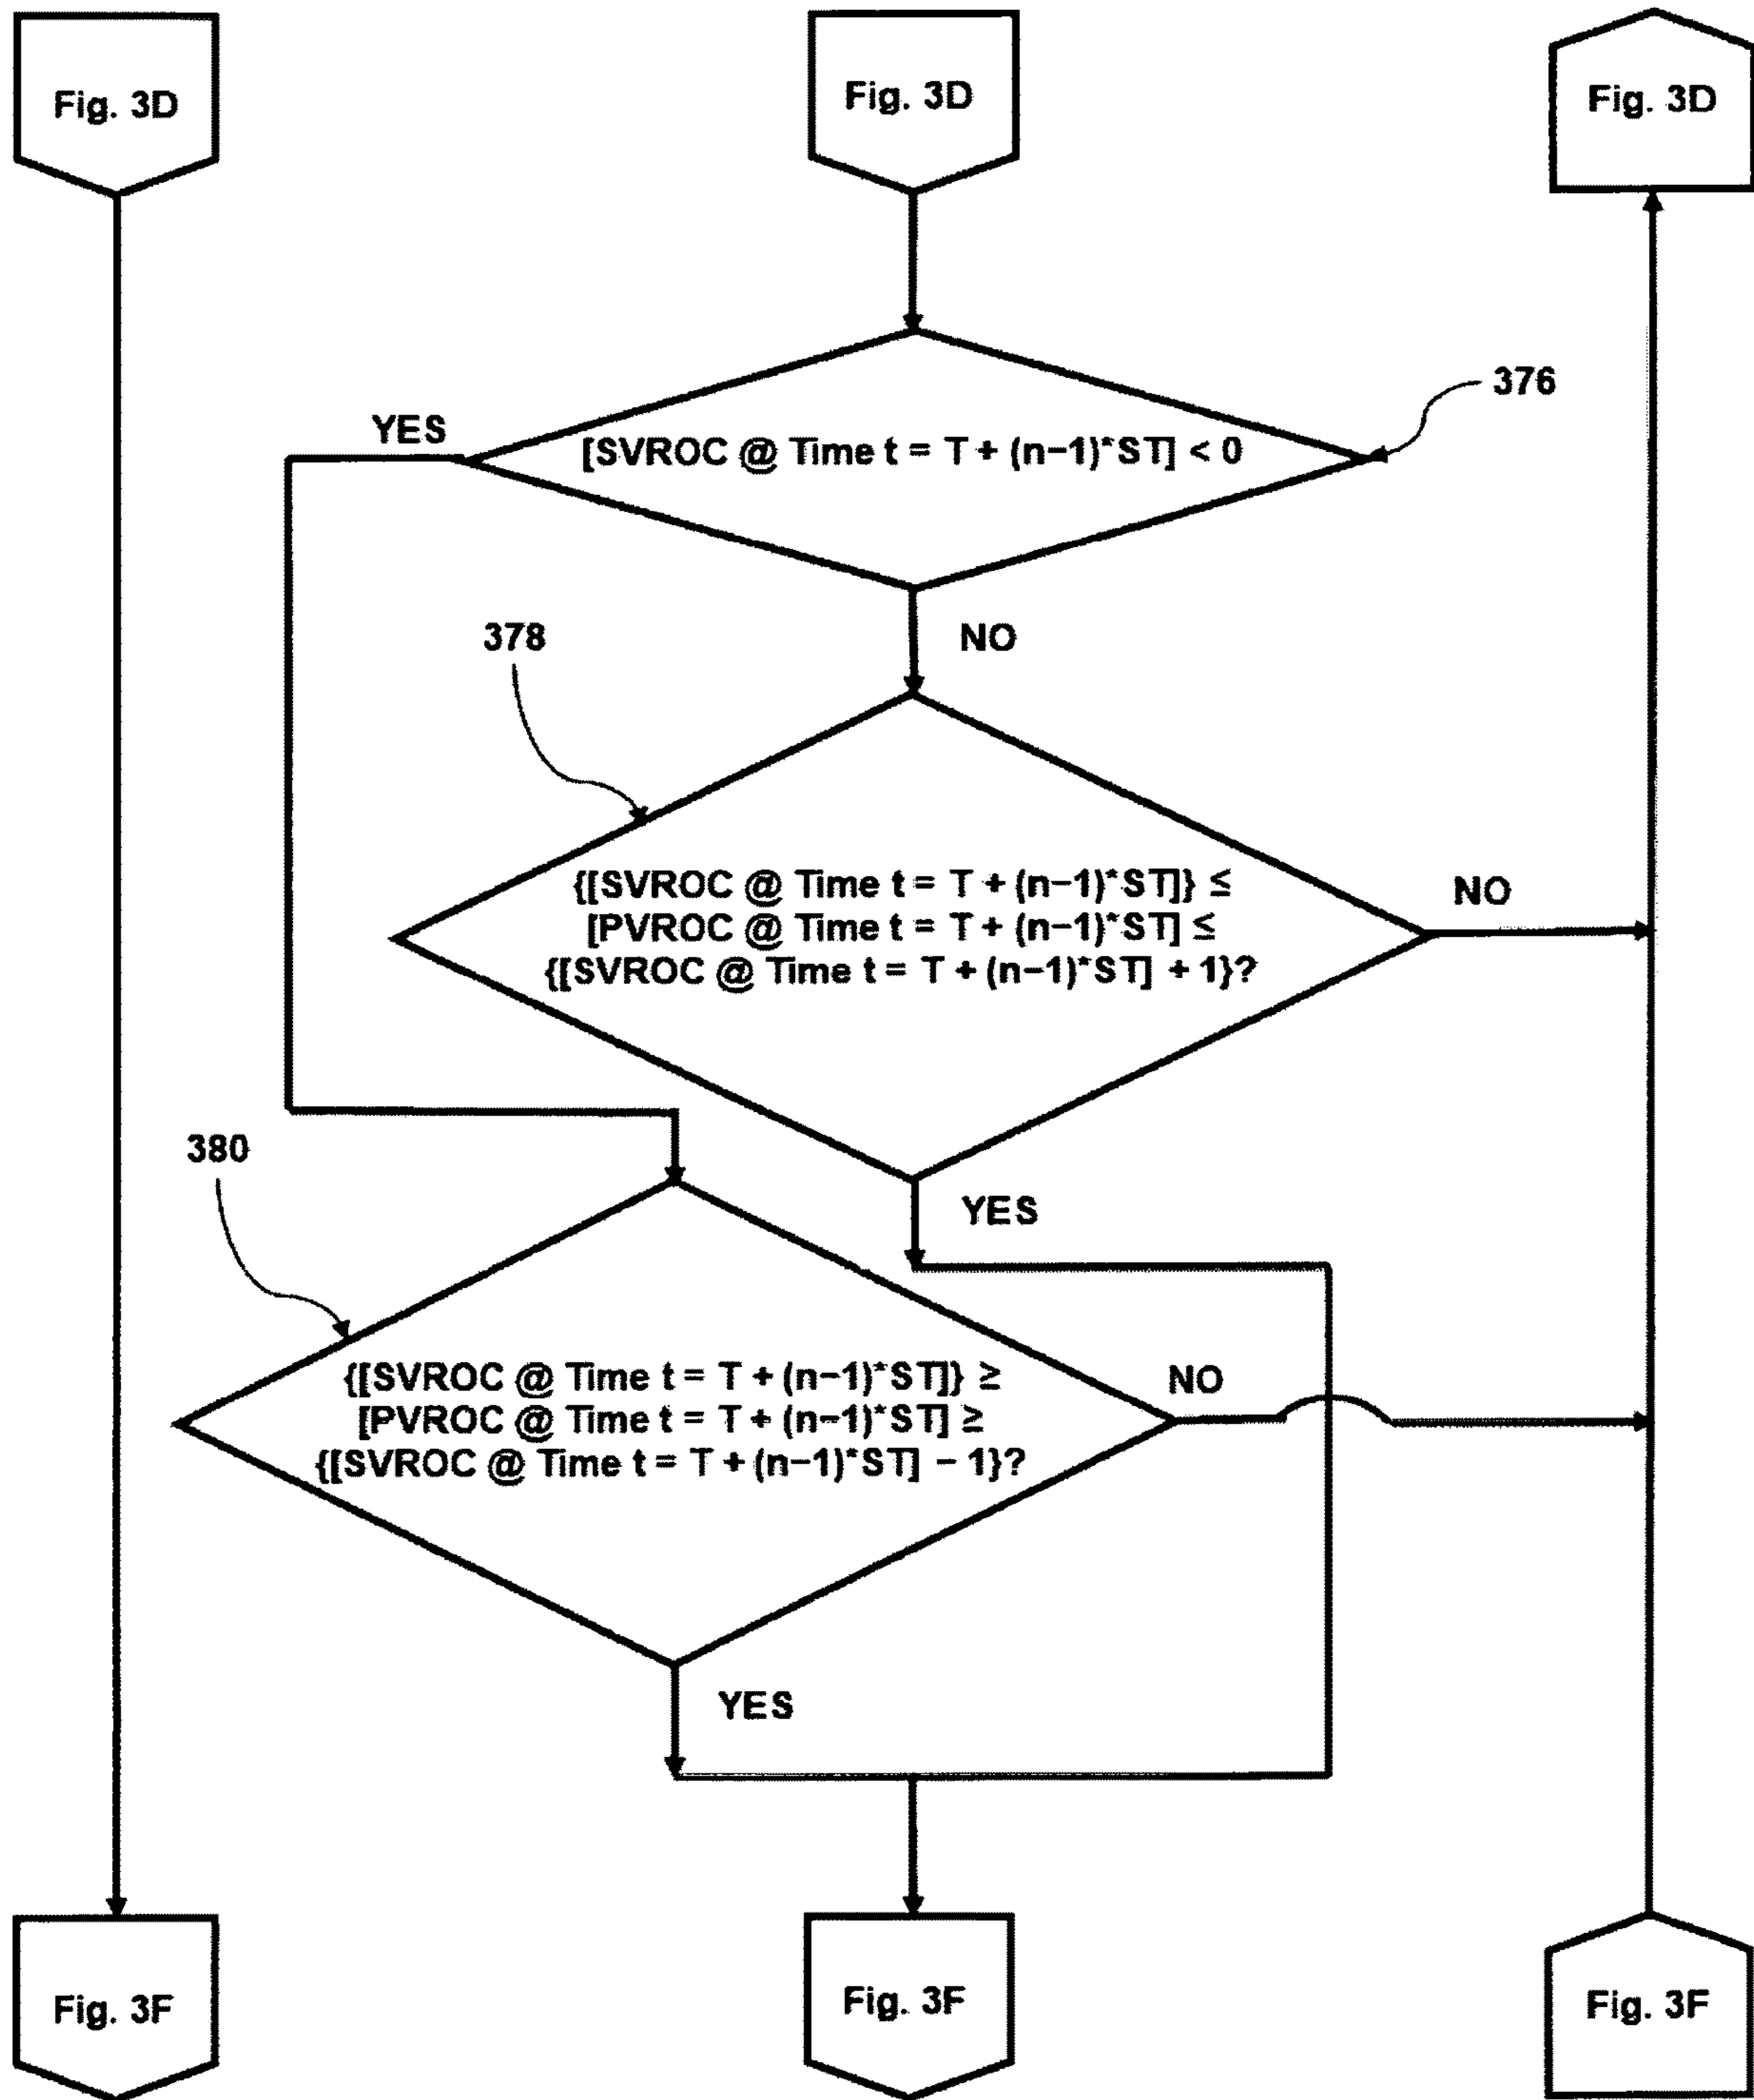 Fig. 3D
Fig. 3D
Fig. 3D
376
YES
[SVROC @ Time t = T + (n−1)*ST] < 0
378
NO
{[SVROC @ Time t = T + (n−1)*ST]} ≤
[PVROC @ Time t = T + (n−1)*ST] ≤
{[SVROC @ Time t = T + (n−1)*ST] + 1}?
NO
380
YES
{[SVROC @ Time t = T + (n−1)*ST]} ≥
[PVROC @ Time t = T + (n−1)*ST] ≥
{[SVROC @ Time t = T + (n−1)*ST] − 1}?
NO
YES
Fig. 3F
Fig. 3F
Fig. 3F